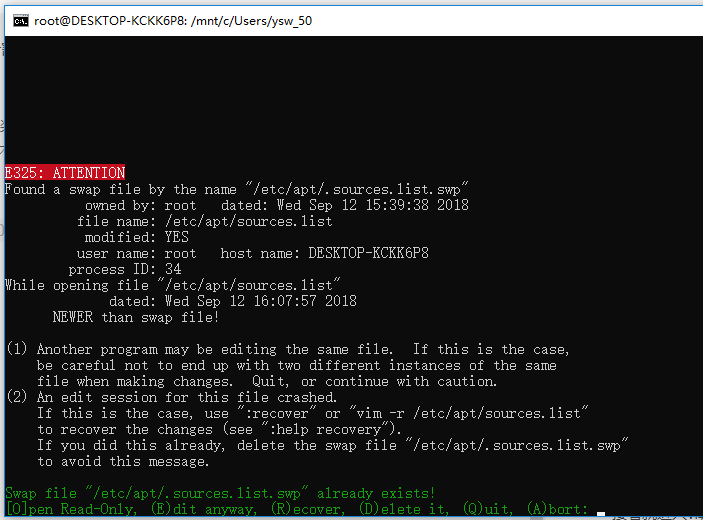 root@DESKTOP-KCKK6P8: /mnt/c/Users/ysw_50
E325: ATTENTION
Found a swap file by the name "/etc/apt/.sources.list.swp"
owned by: root   dated: Wed Sep 12 15:39:38 2018
file name: /etc/apt/sources.list
modified: YES
user name: root   host name: DESKTOP-KCKK6P8
process ID: 34
While opening file "/etc/apt/sources.list"
dated: Wed Sep 12 16:07:57 2018
NEWER than swap file!
(1) Another program may be editing the same file.  If this is the case,
be careful not to end up with two different instances of the same
file when making changes.  Quit, or continue with caution.
(2) An edit session for this file crashed.
If this is the case, use ":recover" or "vim -r /etc/apt/sources.list"
to recover the changes (see ":help recovery").
If you did this already, delete the swap file "/etc/apt/.sources.list.swp"
to avoid this message.
Swap file "/etc/apt/.sources.list.swp" already exists!
[O]pen Read-Only, (E)dit anyway, (R)ecover, (D)elete it, (Q)uit, (A)bort: